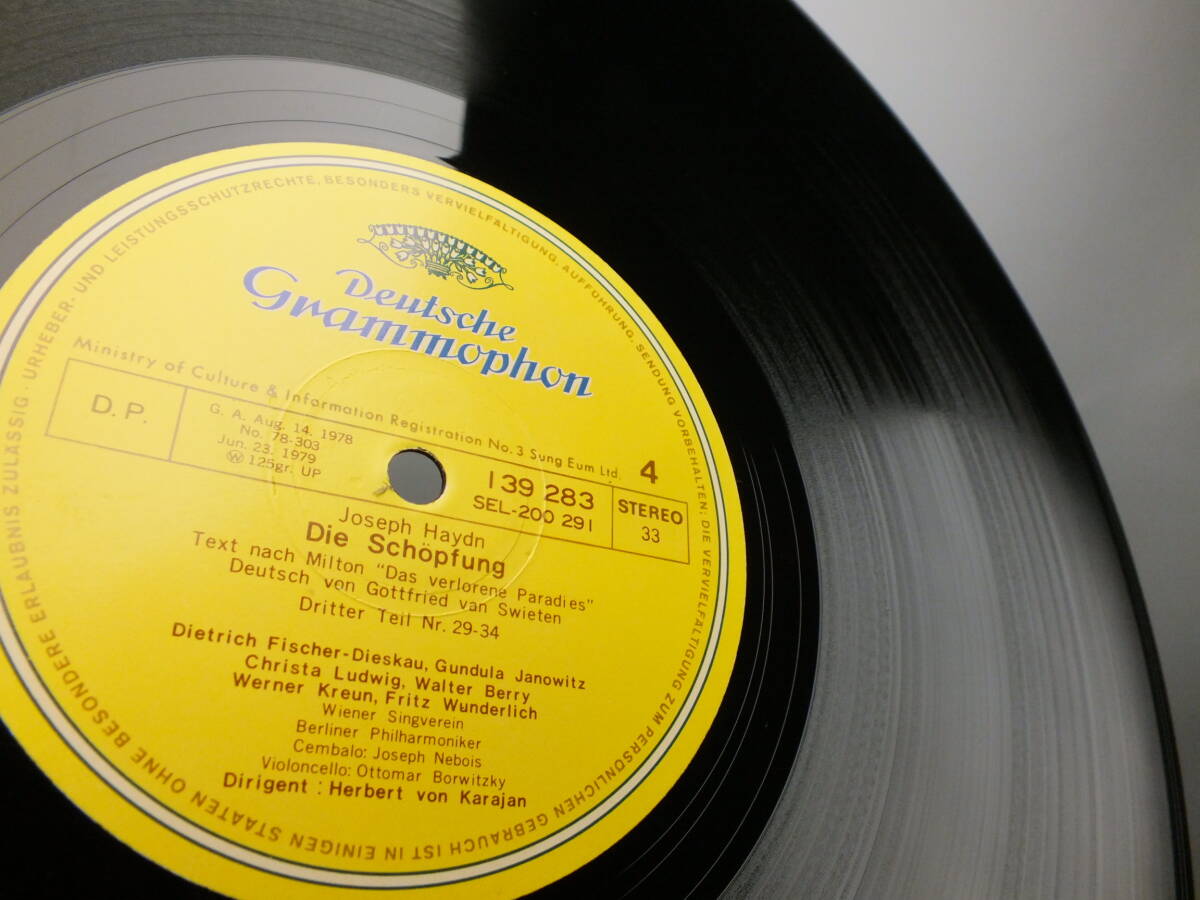 Deutsche
Grammophon
Ministry of Culture & Information Registration No. 3 Sung Eum Ltd.
D.P.
G. A. Aug. 14. 1978
No. 78-303
Jun. 23. 1979
Ⓦ 125gr. UP
4
139 283
SEL-200 291
STEREO
33
Joseph Haydn
Die Schöpfung
Text nach Milton "Das verlorene Paradies"
Deutsch von Gottfried van Swieten
Dritter Teil Nr. 29-34
Dietrich Fischer-Dieskau, Gundula Janowitz
Christa Ludwig, Walter Berry
Werner Kreun, Fritz Wunderlich
Wiener Singverein
Berliner Philharmoniker
Cembalo: Joseph Nebois
Violoncello: Ottomar Borwitzky
Dirigent : Herbert von Karajan
URHEBER- UND LEISTUNGSSCHUTZRECHTE, BESONDERS VERVIELFÄLTIGUNG, AUFFÜHRUNG, SENDUNG VORBEHALTEN; DIE VERVIELFÄLTIGUNG ZUM PERSÖNLICHEN GEBRAUCH IST IN EINIGEN STAATEN OHNE BESONDERE ERLAUBNIS ZULÄSSIG ·